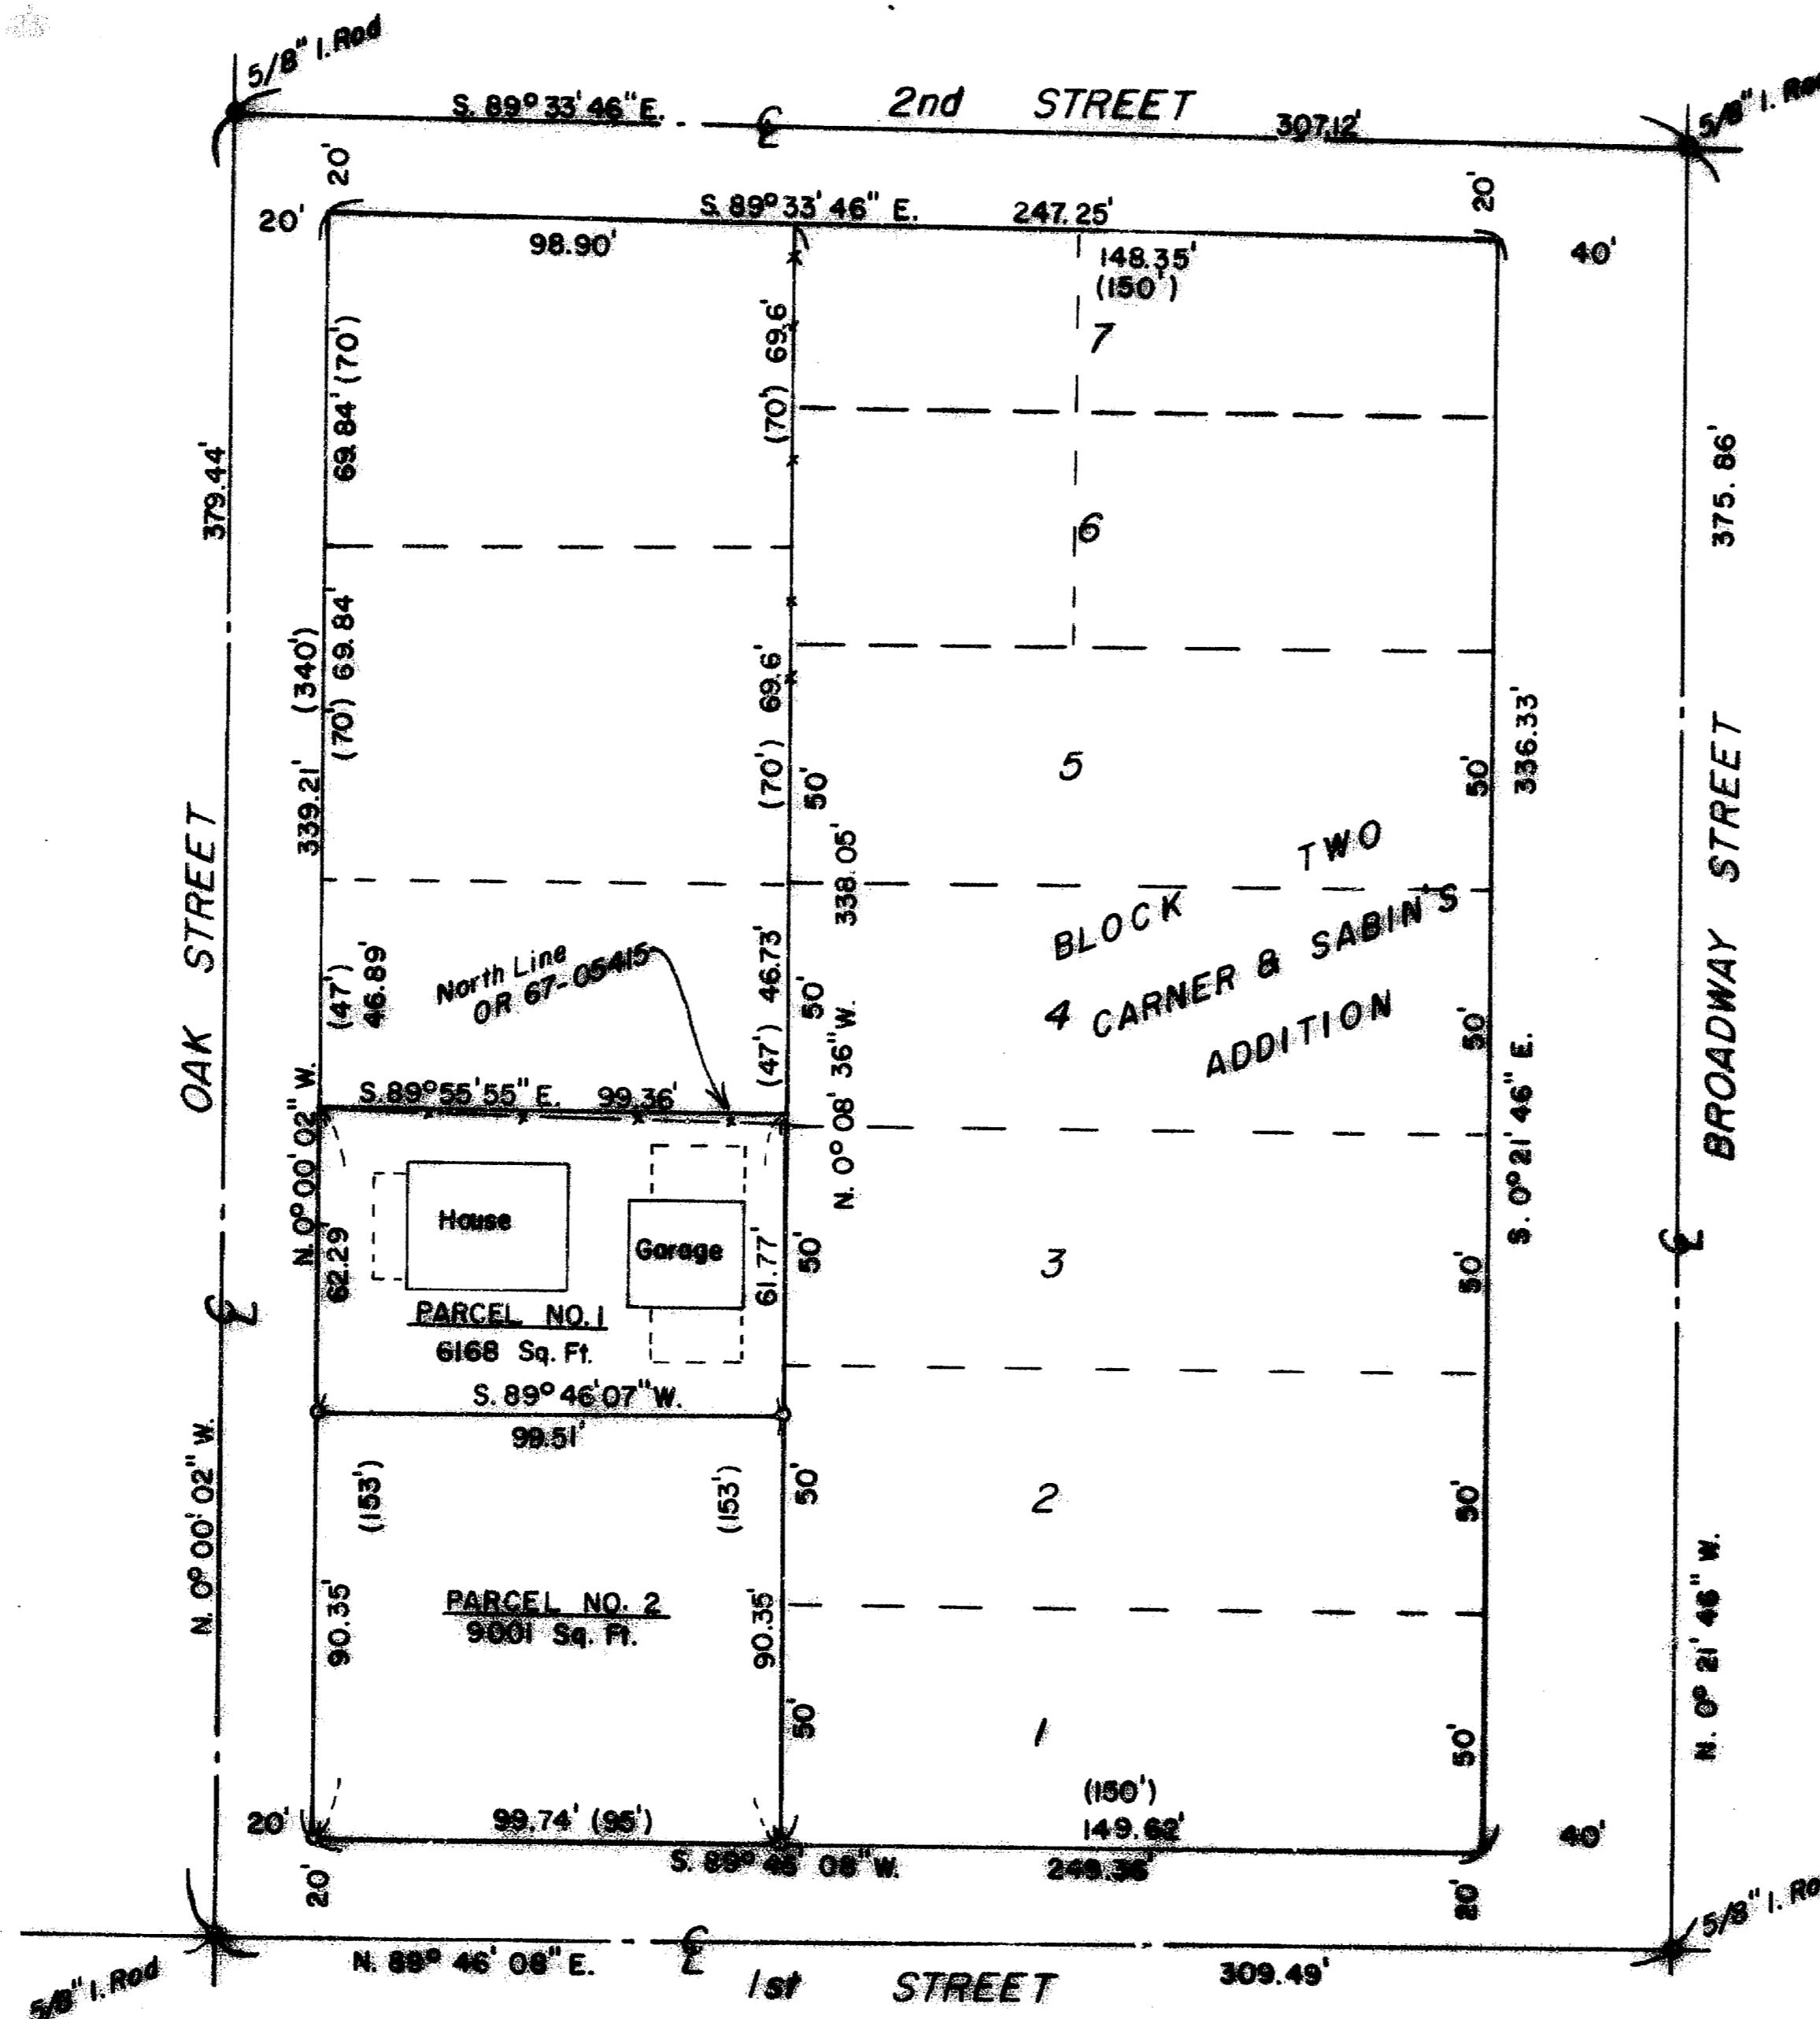 5/8" I. Rod
S. 89° 33' 46" E.
℄
2nd STREET
307.12'
5/8" I. Rod
20'
20'
S. 89° 33' 46" E.
247.25'
20'
40'
98.90'
148.35'
(150')
7
69.84' (70')
(70') 69.6'
379.44'
375.86'
6
(340')
339.21'
(70') 69.84'
(70') 69.6'
50'
5
50'
336.33'
OAK STREET
BROADWAY STREET
338.05'
N. 0° 08' 36" W.
BLOCK TWO
4 CARNER & SABIN'S
ADDITION
North Line
OR 67-05415
(47')
46.89'
(47') 46.73'
50'
50'
S. 0° 21' 46" E.
N. 0° 00' 02" W.
S. 89° 55' 55" E. 99.36'
House
Garage
62.29'
61.77'
50'
3
50'
℄
℄
PARCEL NO. 1
6168 Sq. Ft.
S. 89° 46' 07" W.
99.51'
(153')
(153')
50'
2
50'
N. 0° 00' 02" W.
N. 0° 21' 46" W.
PARCEL NO. 2
9001 Sq. Ft.
90.35'
90.35'
50'
1
50'
(150')
20'
99.74' (95')
149.62'
40'
S. 89° 46' 08" W.
249.36'
20'
20'
5/8" I. Ro
5/8" I. Rod
N. 89° 46' 08" E.
℄
1st STREET
309.49'